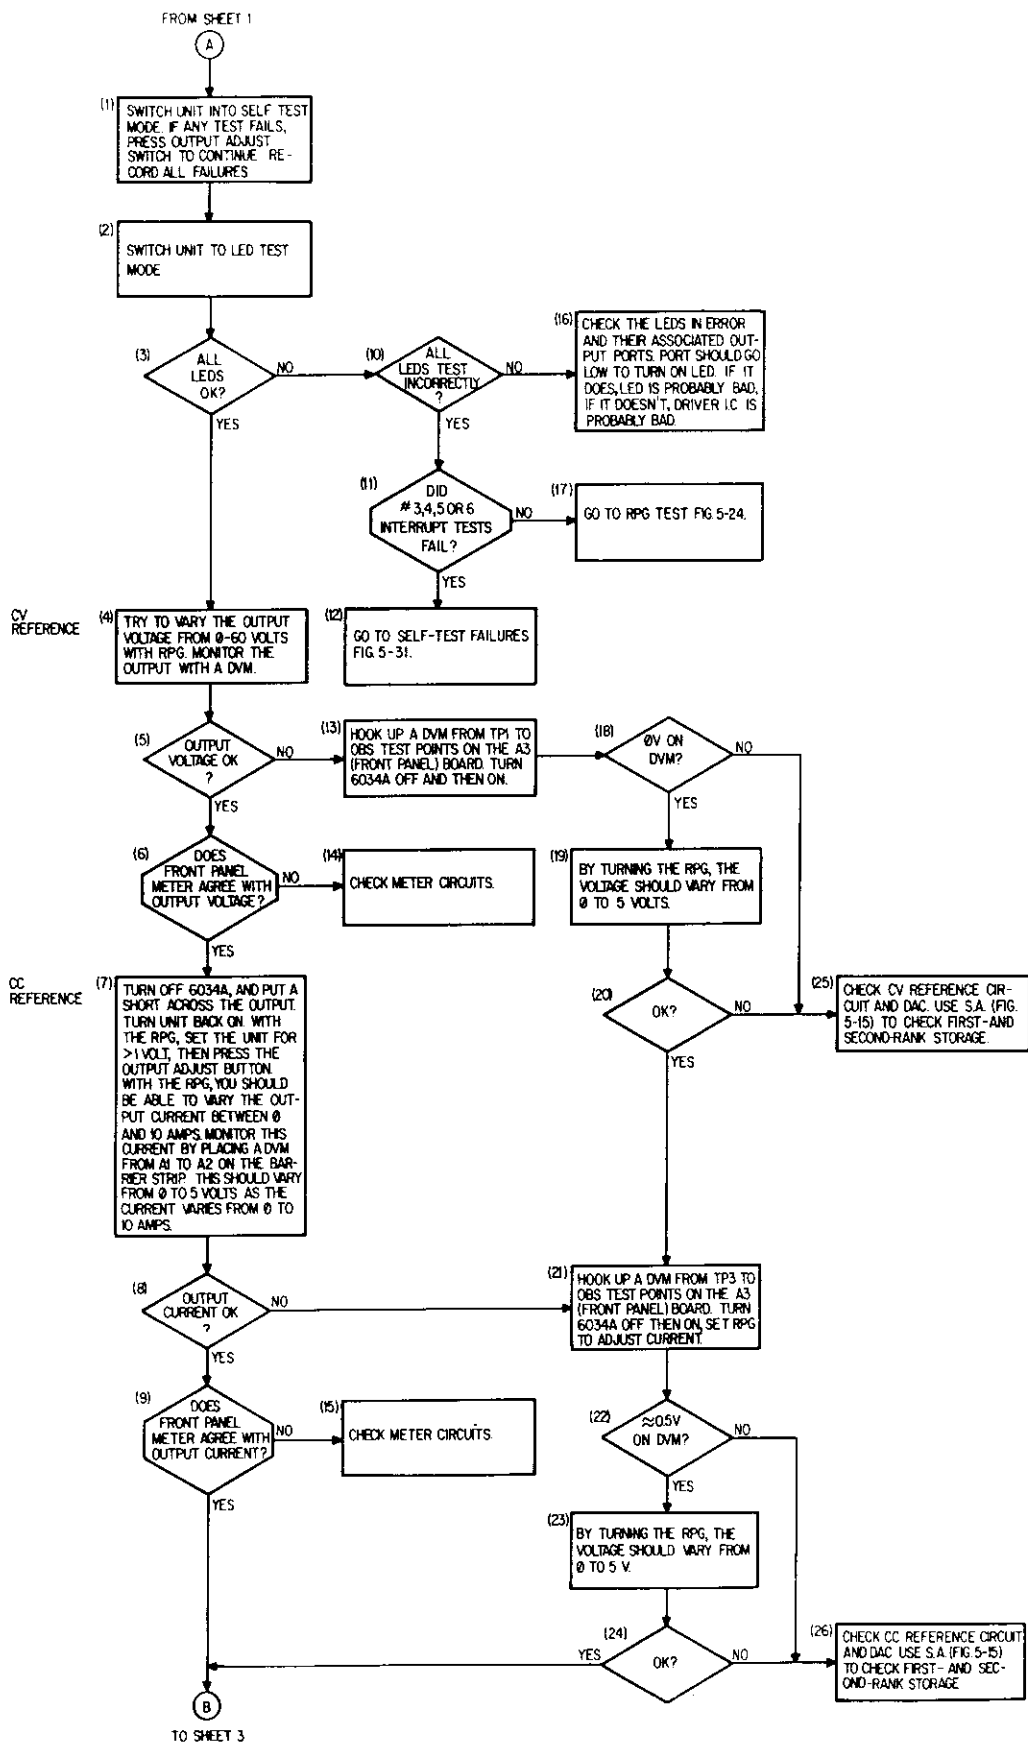 FROM SHEET 1
A
(1)
SWITCH UNIT INTO SELF TEST
MODE. IF ANY TEST FAILS,
PRESS OUTPUT ADJUST
SWITCH TO CONTINUE RE-
CORD ALL FAILURES
(2)
SWITCH UNIT TO LED TEST
MODE
(3)
ALL
LEDS
OK?
NO
YES
(10)
ALL
LEDS TEST
INCORRECTLY
?
NO
YES
(16)
CHECK THE LEDS IN ERROR
AND THEIR ASSOCIATED OUT-
PUT PORTS. PORT SHOULD GO
LOW TO TURN ON LED. IF IT
DOES, LED IS PROBABLY BAD.
IF IT DOESN'T, DRIVER I.C IS
PROBABLY BAD.
(11)
DID
#3,4,5 OR 6
INTERRUPT TESTS
FAIL?
NO
YES
(17)
GO TO RPG TEST FIG. 5-24.
(12)
GO TO SELF-TEST FAILURES
FIG. 5-31.
CV
REFERENCE
(4)
TRY TO VARY THE OUTPUT
VOLTAGE FROM 0-60 VOLTS
WITH RPG. MONITOR THE
OUTPUT WITH A DVM.
(5)
OUTPUT
VOLTAGE OK
?
NO
YES
(13)
HOOK UP A DVM FROM TP1 TO
OBS TEST POINTS ON THE A3
(FRONT PANEL) BOARD. TURN
6034A OFF AND THEN ON.
(18)
0V ON
DVM?
NO
YES
(6)
DOES
FRONT PANEL
METER AGREE WITH
OUTPUT VOLTAGE?
NO
YES
(14)
CHECK METER CIRCUITS.
(19)
BY TURNING THE RPG, THE
VOLTAGE SHOULD VARY FROM
0 TO 5 VOLTS.
CC
REFERENCE
(7)
TURN OFF 6034A, AND PUT A
SHORT ACROSS THE OUTPUT.
TURN UNIT BACK ON. WITH
THE RPG, SET THE UNIT FOR
>1 VOLT, THEN PRESS THE
OUTPUT ADJUST BUTTON.
WITH THE RPG, YOU SHOULD
BE ABLE TO VARY THE OUT-
PUT CURRENT BETWEEN 0
AND 10 AMPS. MONITOR THIS
CURRENT BY PLACING A DVM
FROM A1 TO A2 ON THE BAR-
RIER STRIP. THIS SHOULD VARY
FROM 0 TO 5 VOLTS AS THE
CURRENT VARIES FROM 0 TO
10 AMPS.
(20)
OK?
NO
YES
(25)
CHECK CV REFERENCE CIR-
CUIT AND DAC. USE S.A. (FIG.
5-15) TO CHECK FIRST-AND
SECOND-RANK STORAGE.
(8)
OUTPUT
CURRENT OK
?
NO
YES
(21)
HOOK UP A DVM FROM TP3 TO
OBS TEST POINTS ON THE A3
(FRONT PANEL) BOARD. TURN
6034A OFF THEN ON, SET RPG
TO ADJUST CURRENT.
(9)
DOES
FRONT PANEL
METER AGREE WITH
OUTPUT CURRENT?
NO
YES
(15)
CHECK METER CIRCUITS.
(22)
≈0.5V
ON DVM?
NO
YES
(23)
BY TURNING THE RPG, THE
VOLTAGE SHOULD VARY FROM
0 TO 5 V.
(24)
OK?
YES
NO
(26)
CHECK CC REFERENCE CIRCUIT
AND DAC. USE S.A. (FIG. 5-15)
TO CHECK FIRST- AND SEC-
OND-RANK STORAGE
B
TO SHEET 3